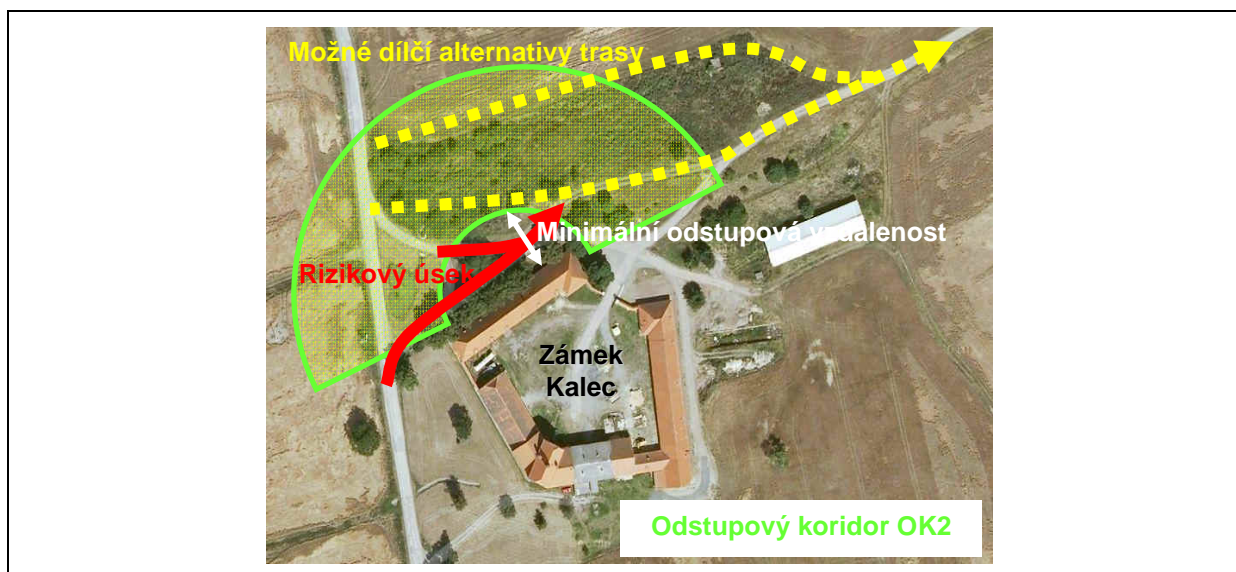 Možné dílčí alternativy trasy
Minimální odstupová vzdálenost
Rizikový úsek
Zámek
Kalec
Odstupový koridor OK2